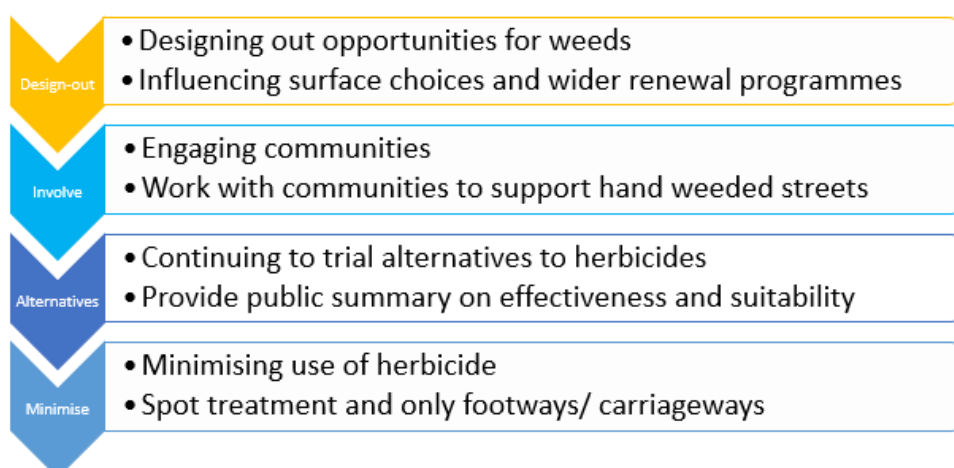 Design-out
• Designing out opportunities for weeds
• Influencing surface choices and wider renewal programmes
Involve
• Engaging communities
• Work with communities to support hand weeded streets
Alternatives
• Continuing to trial alternatives to herbicides
• Provide public summary on effectiveness and suitability
Minimise
• Minimising use of herbicide
• Spot treatment and only footways/ carriageways